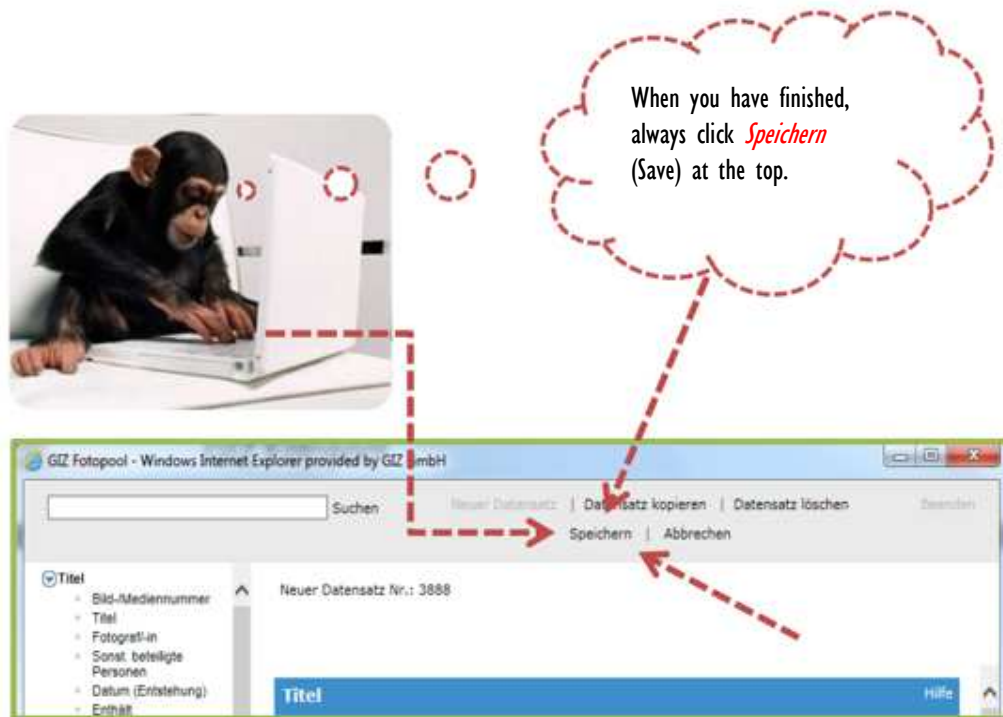 When you have finished,
always click Speichern
(Save) at the top.
GIZ Fotopool - Windows Internet Explorer provided by GIZ GmbH
Suchen
Neuer Datensatz | Datensatz kopieren | Datensatz löschen
Beenden
Speichern | Abbrechen
Titel
Bild-/Mediennummer
Titel
Fotograf/-in
Sonst. beteiligte
Personen
Datum (Entstehung)
Enthält
Neuer Datensatz Nr.: 3888
Titel
Hilfe